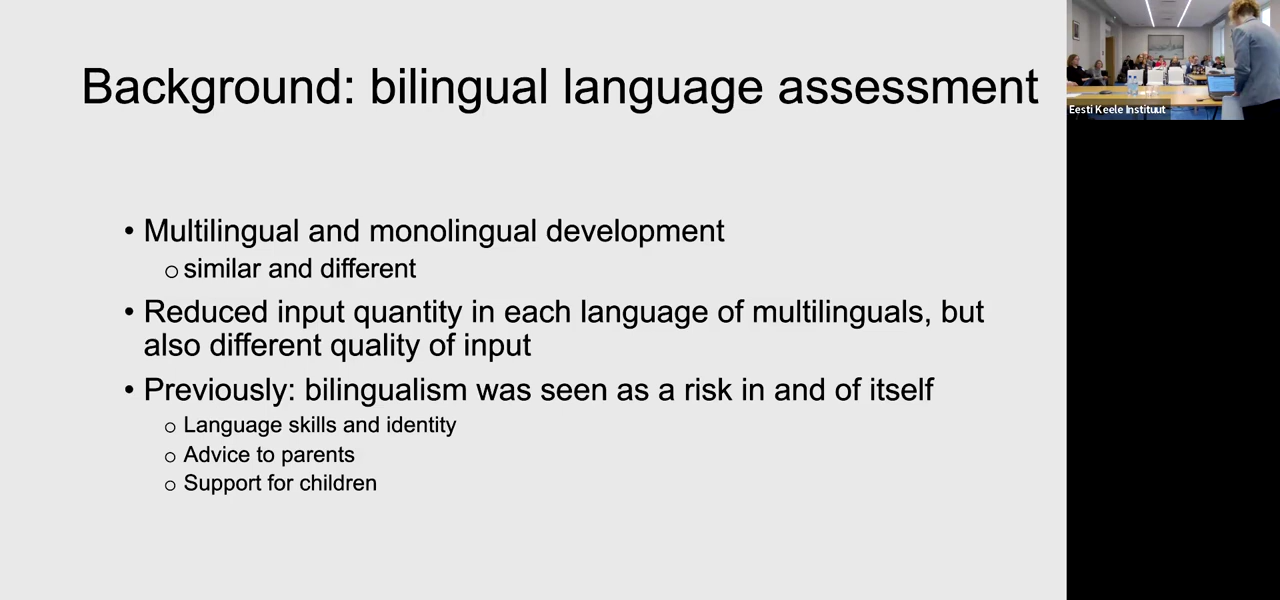 Background: bilingual language assessment
• Multilingual and monolingual development
o similar and different
• Reduced input quantity in each language of multilinguals, but
also different quality of input
• Previously: bilingualism was seen as a risk in and of itself
o Language skills and identity
o Advice to parents
o Support for children
Eesti Keele Instituut